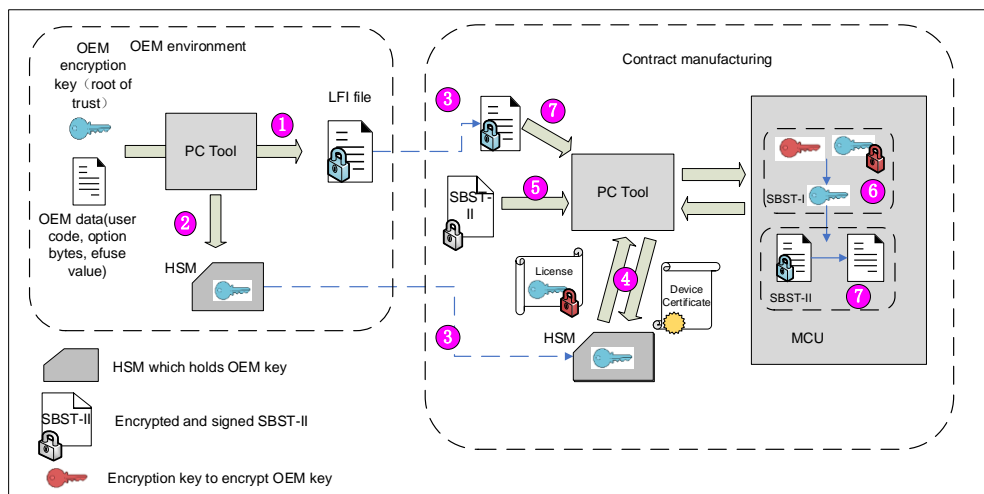 OEM environment
OEM
encryption
key（root of
trust）
LFI file
1
PC Tool
2
OEM data(user
code, option
bytes, efuse
value)
HSM
3
Contract manufacturing
3
7
SBST-
II
5
PC Tool
License
4
Device
Certificate
HSM
SBST-I
6
SBST-II
7
MCU
HSM which holds OEM key
SBST-II
Encrypted and signed SBST-II
Encryption key to encrypt OEM key